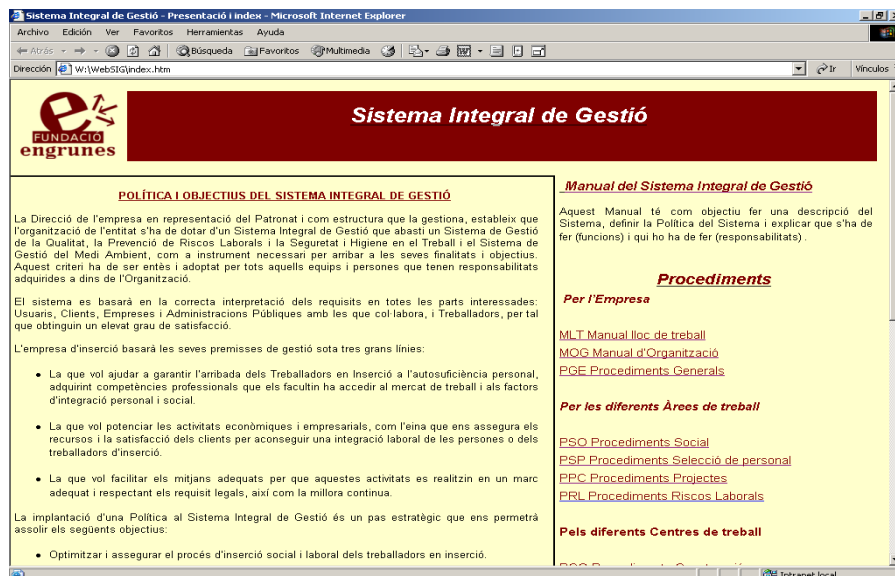 Sistema Integral de Gestió - Presentació i index - Microsoft Internet Explorer
Archivo Edición Ver Favoritos Herramientas Ayuda
Atrás Búsqueda Favoritos Multimedia
Dirección W:\WebSIG\index.htm Ir Vínculos
FUNDACIÓ
engrunes
Sistema Integral de Gestió
POLÍTICA I OBJECTIUS DEL SISTEMA INTEGRAL DE GESTIÓ
La Direcció de l'empresa en representació del Patronat i com estructura que la gestiona, estableix que
l'organització de l'entitat s'ha de dotar d'un Sistema Integral de Gestió que abasti un Sistema de Gestió
de la Qualitat, la Prevenció de Riscos Laborals i la Seguretat i Higiene en el Treball i el Sistema de
Gestió del Medi Ambient, com a instrument necessari per arribar a les seves finalitats i objectius.
Aquest criteri ha de ser entès i adoptat per tots aquells equips i persones que tenen responsabilitats
adquirides a dins de l'Organització.
El sistema es basarà en la correcta interpretació dels requisits en totes les parts interessades:
Usuaris, Clients, Empreses i Administracions Públiques amb les que col·labora, i Treballadors, per tal
que obtinguin un elevat grau de satisfacció.
L'empresa d'inserció basarà les seves premisses de gestió sota tres grans línies:
• La que vol ajudar a garantir l'arribada dels Treballadors en Inserció a l'autosuficiència personal,
adquirint competències professionals que els facultin ha accedir al mercat de treball i als factors
d'integració personal i social.
• La que vol potenciar les activitats econòmiques i empresarials, com l'eina que ens assegura els
recursos i la satisfacció dels clients per aconseguir una integració laboral de les persones o dels
treballadors d'inserció.
• La que vol facilitar els mitjans adequats per que aquestes activitats es realitzin en un marc
adequat i respectant els requisit legals, així com la millora continua.
La implantació d'una Política al Sistema Integral de Gestió és un pas estratègic que ens permetrà
assolir els següents objectius:
• Optimitzar i assegurar el procés d'inserció social i laboral dels treballadors en inserció.
Manual del Sistema Integral de Gestió
Aquest Manual té com objectiu fer una descripció del
Sistema, definir la Política del Sistema i explicar que s'ha de
fer (funcions) i qui ho ha de fer (responsabilitats).
Procediments
Per l'Empresa
MLT Manual lloc de treball
MOG Manual d'Organització
PGE Procediments Generals
Per les diferents Àrees de treball
PSO Procediments Social
PSP Procediments Selecció de personal
PPC Procediments Projectes
PRL Procediments Riscos Laborals
Pels diferents Centres de treball
Intranet local